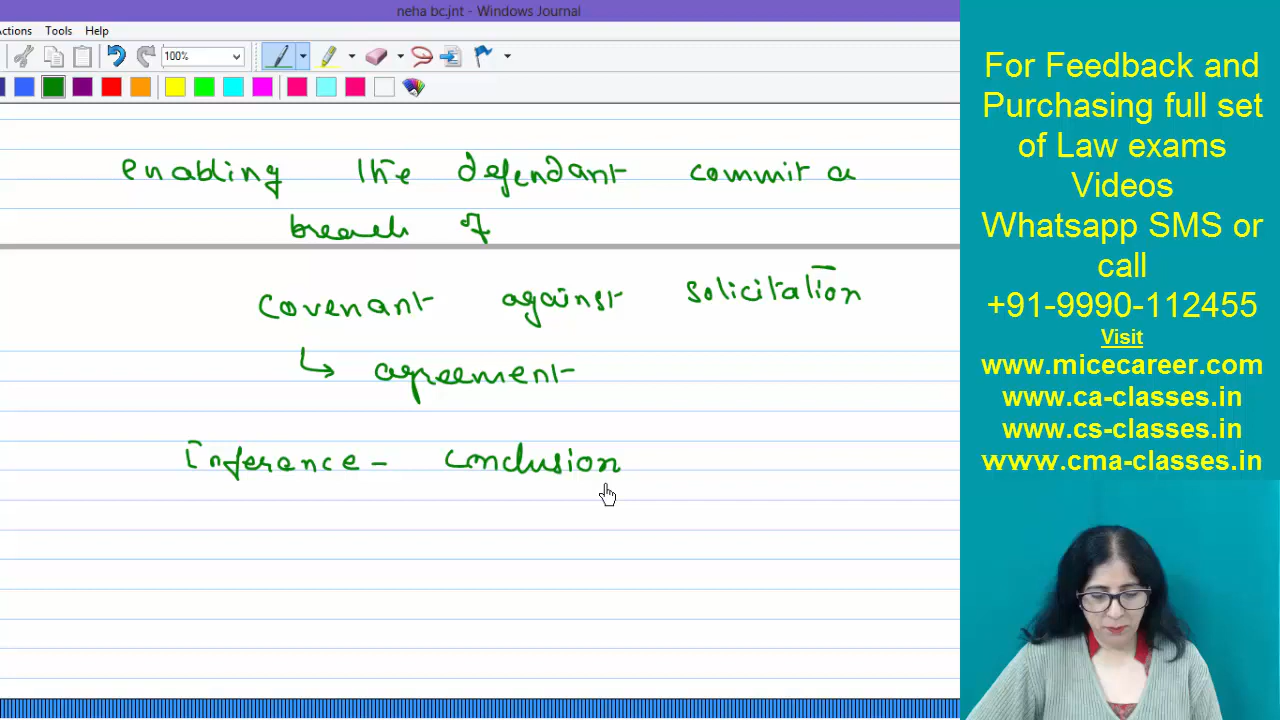 neha bc.jnt - Windows Journal
Actions Tools Help
100%
enabling the defendant commit a
breach of
covenant against solicitation
↳ agreement
Inference - conclusion
For Feedback and
Purchasing full set
of Law exams
Videos
Whatsapp SMS or
call
+91-9990-112455
Visit
www.micecareer.com
www.ca-classes.in
www.cs-classes.in
www.cma-classes.in